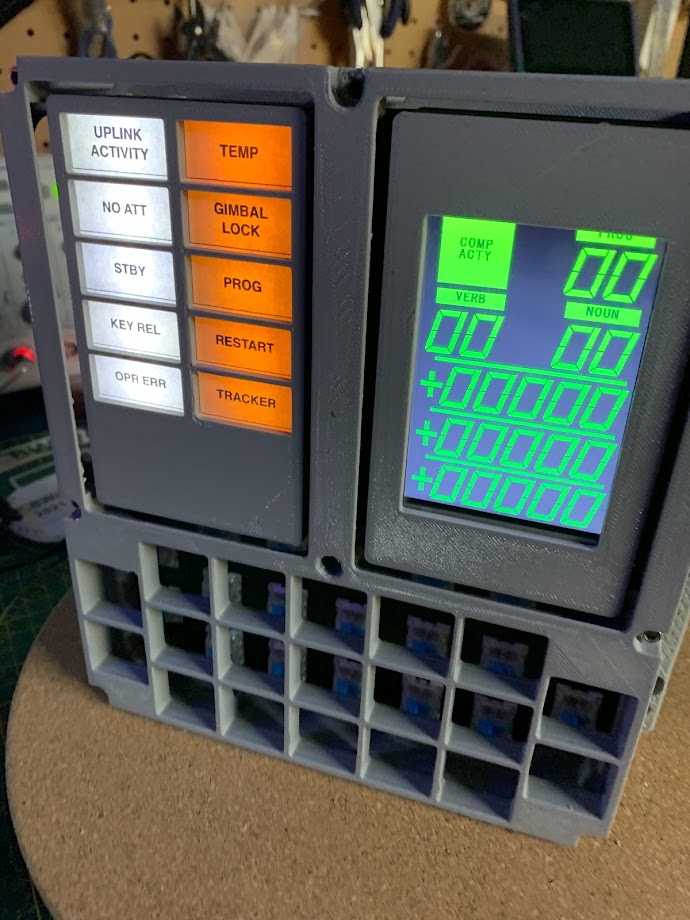 UPLINK
ACTIVITY
TEMP
NO ATT
GIMBAL
LOCK
STBY
PROG
KEY REL
RESTART
OPR ERR
TRACKER
COMP
ACTY
PROG
00
VERB
NOUN
00
00
+00000
+00000
+00000